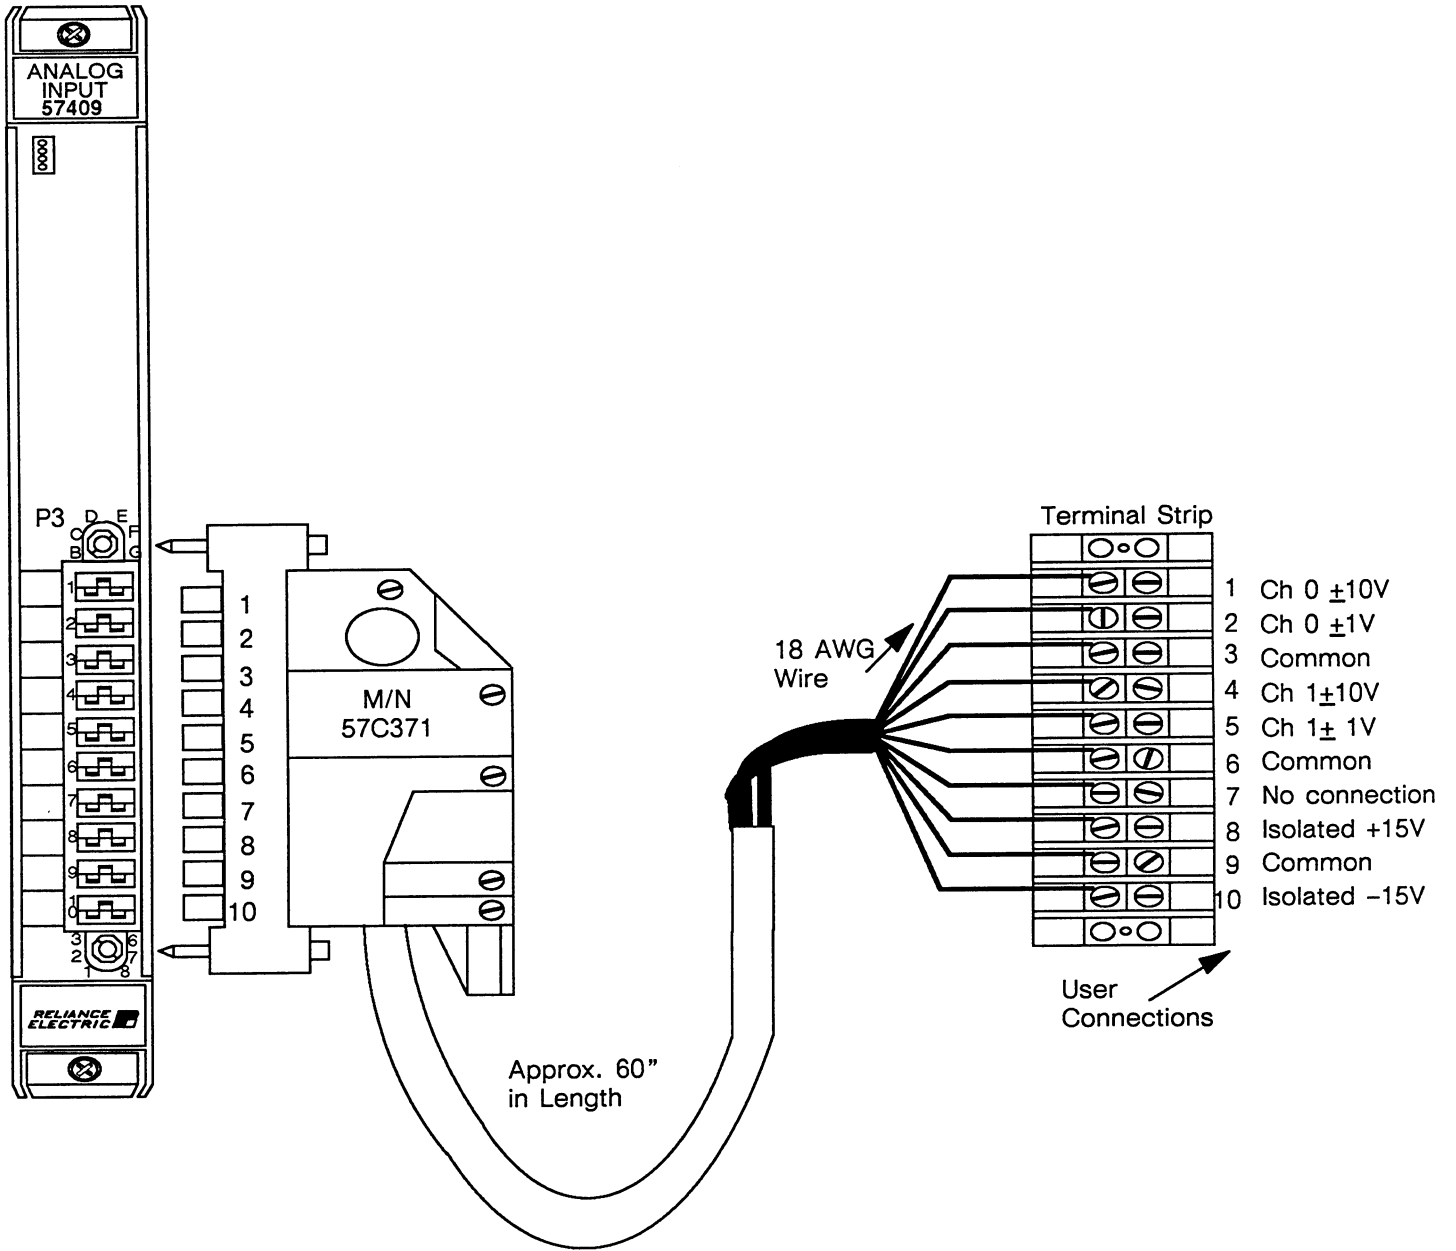 ANALOG
INPUT
57409
P3
B C D E F G
1
2
3
4
5
6
7
8
9
10
3 2 1 8 7 6
RELIANCE
ELECTRIC
1
2
3
4
5
6
7
8
9
10
M/N
57C371
Approx. 60”
in Length
18 AWG
Wire
Terminal Strip
1 Ch 0 ±10V
2 Ch 0 ±1V
3 Common
4 Ch 1±10V
5 Ch 1± 1V
6 Common
7 No connection
8 Isolated +15V
9 Common
10 Isolated −15V
User
Connections